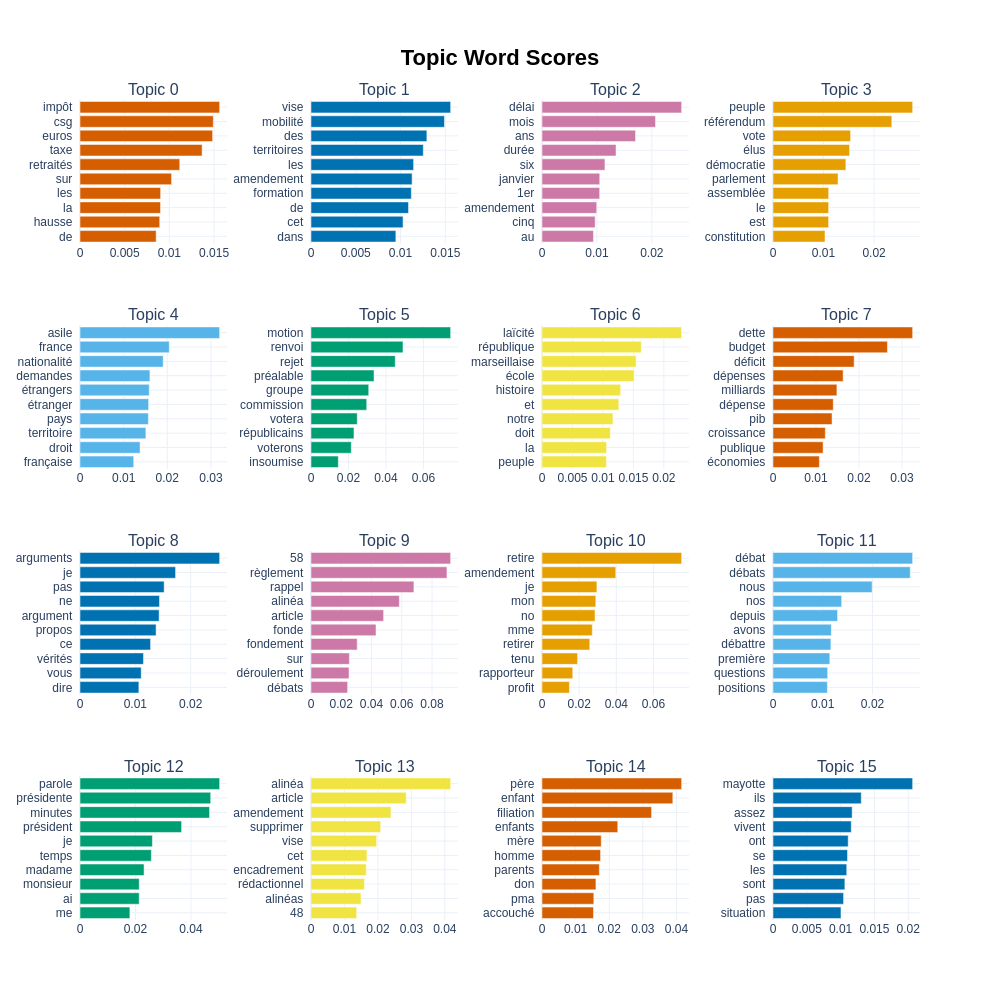 Topic Word Scores
Topic 0
impôt
csg
euros
taxe
retraités
sur
les
la
hausse
de
0 0.005 0.01 0.015
Topic 1
vise
mobilité
des
territoires
les
amendement
formation
de
cet
dans
0 0.005 0.01 0.015
Topic 2
délai
mois
ans
durée
six
janvier
1er
amendement
cinq
au
0 0.01 0.02
Topic 3
peuple
référendum
vote
élus
démocratie
parlement
assemblée
le
est
constitution
0 0.01 0.02
Topic 4
asile
france
nationalité
demandes
étrangers
étranger
pays
territoire
droit
française
0 0.01 0.02 0.03
Topic 5
motion
renvoi
rejet
préalable
groupe
commission
votera
républicains
voterons
insoumise
0 0.02 0.04 0.06
Topic 6
laïcité
république
marseillaise
école
histoire
et
notre
doit
la
peuple
0 0.005 0.01 0.015 0.02
Topic 7
dette
budget
déficit
dépenses
milliards
dépense
pib
croissance
publique
économies
0 0.01 0.02 0.03
Topic 8
arguments
je
pas
ne
argument
propos
ce
vérités
vous
dire
0 0.01 0.02
Topic 9
58
règlement
rappel
alinéa
article
fonde
fondement
sur
déroulement
débats
0 0.02 0.04 0.06 0.08
Topic 10
retire
amendement
je
mon
no
mme
retirer
tenu
rapporteur
profit
0 0.02 0.04 0.06
Topic 11
débat
débats
nous
nos
depuis
avons
débattre
première
questions
positions
0 0.01 0.02
Topic 12
parole
présidente
minutes
président
je
temps
madame
monsieur
ai
me
0 0.02 0.04
Topic 13
alinéa
article
amendement
supprimer
vise
cet
encadrement
rédactionnel
alinéas
48
0 0.01 0.02 0.03 0.04
Topic 14
père
enfant
filiation
enfants
mère
homme
parents
don
pma
accouché
0 0.01 0.02 0.03 0.04
Topic 15
mayotte
ils
assez
vivent
ont
se
les
sont
pas
situation
0 0.005 0.01 0.015 0.02